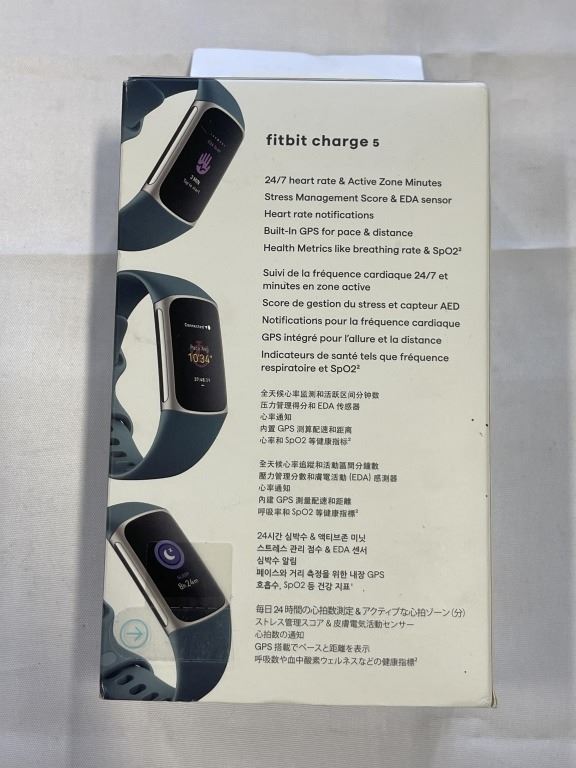 fitbit charge 5
24/7 heart rate & Active Zone Minutes
Stress Management Score & EDA sensor
Heart rate notifications
Built-In GPS for pace & distance
Health Metrics like breathing rate & SpO2²
Suivi de la fréquence cardiaque 24/7 et
minutes en zone active
Score de gestion du stress et capteur AED
Notifications pour la fréquence cardiaque
GPS intégré pour l'allure et la distance
Indicateurs de santé tels que fréquence
respiratoire et SpO2²
全天候心率监测和活跃区间分钟数
压力管理得分和 EDA 传感器
心率通知
内置 GPS 测算配速和距离
心率和 SpO2 等健康指标²
全天候心率追蹤和活動區間分鐘數
壓力管理分數和膚電活動 (EDA) 感測器
心率通知
內建 GPS 測量配速和距離
呼吸率和 SpO2 等健康指標²
24시간 심박수 & 액티브존 미닛
스트레스 관리 점수 & EDA 센서
심박수 알림
페이스와 거리 측정을 위한 내장 GPS
호흡수, SpO2 등 건강 지표
毎日24時間の心拍数測定 & アクティブな心拍ゾーン（分）
ストレス管理スコア & 皮膚電気活動センサー
心拍数の通知
GPS 搭載でペースと距離を表示
呼吸数や血中酸素ウェルネスなどの健康指標²
3 MIN
Connected
10'34"
8h 24m